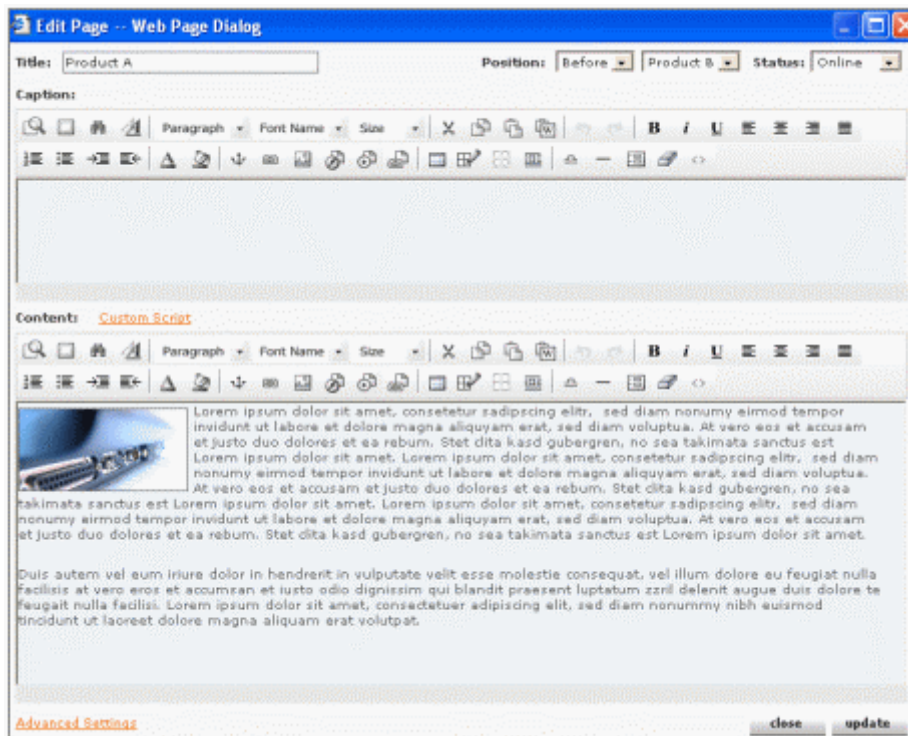 Edit Page -- Web Page Dialog
Title: Product A Position: Before Product B Status: Online
Caption:
Paragraph Font Name Size B i U
Content: Custom Script
Paragraph Font Name Size B i U
Lorem ipsum dolor sit amet, consetetur sadipscing elitr, sed diam nonumy eirmod tempor
invidunt ut labore et dolore magna aliquyam erat, sed diam voluptua. At vero eos et accusam
et justo duo dolores et ea rebum. Stet clita kasd gubergren, no sea takimata sanctus est
Lorem ipsum dolor sit amet. Lorem ipsum dolor sit amet, consetetur sadipscing elitr, sed diam
nonumy eirmod tempor invidunt ut labore et dolore magna aliquyam erat, sed diam voluptua.
At vero eos et accusam et justo duo dolores et ea rebum. Stet clita kasd gubergren, no sea
takimata sanctus est Lorem ipsum dolor sit amet. Lorem ipsum dolor sit amet, consetetur sadipscing elitr, sed diam
nonumy eirmod tempor invidunt ut labore et dolore magna aliquyam erat, sed diam voluptua. At vero eos et accusam
et justo duo dolores et ea rebum. Stet clita kasd gubergren, no sea takimata sanctus est Lorem ipsum dolor sit amet.
Duis autem vel eum iriure dolor in hendrerit in vulputate velit esse molestie consequat, vel illum dolore eu feugiat nulla
facilisis at vero eros et accumsan et iusto odio dignissim qui blandit praesent luptatum zzril delenit augue duis dolore te
feugait nulla facilisi. Lorem ipsum dolor sit amet, consectetuer adipiscing elit, sed diam nonummy nibh euismod
tincidunt ut laoreet dolore magna aliquam erat volutpat.
Advanced Settings close update